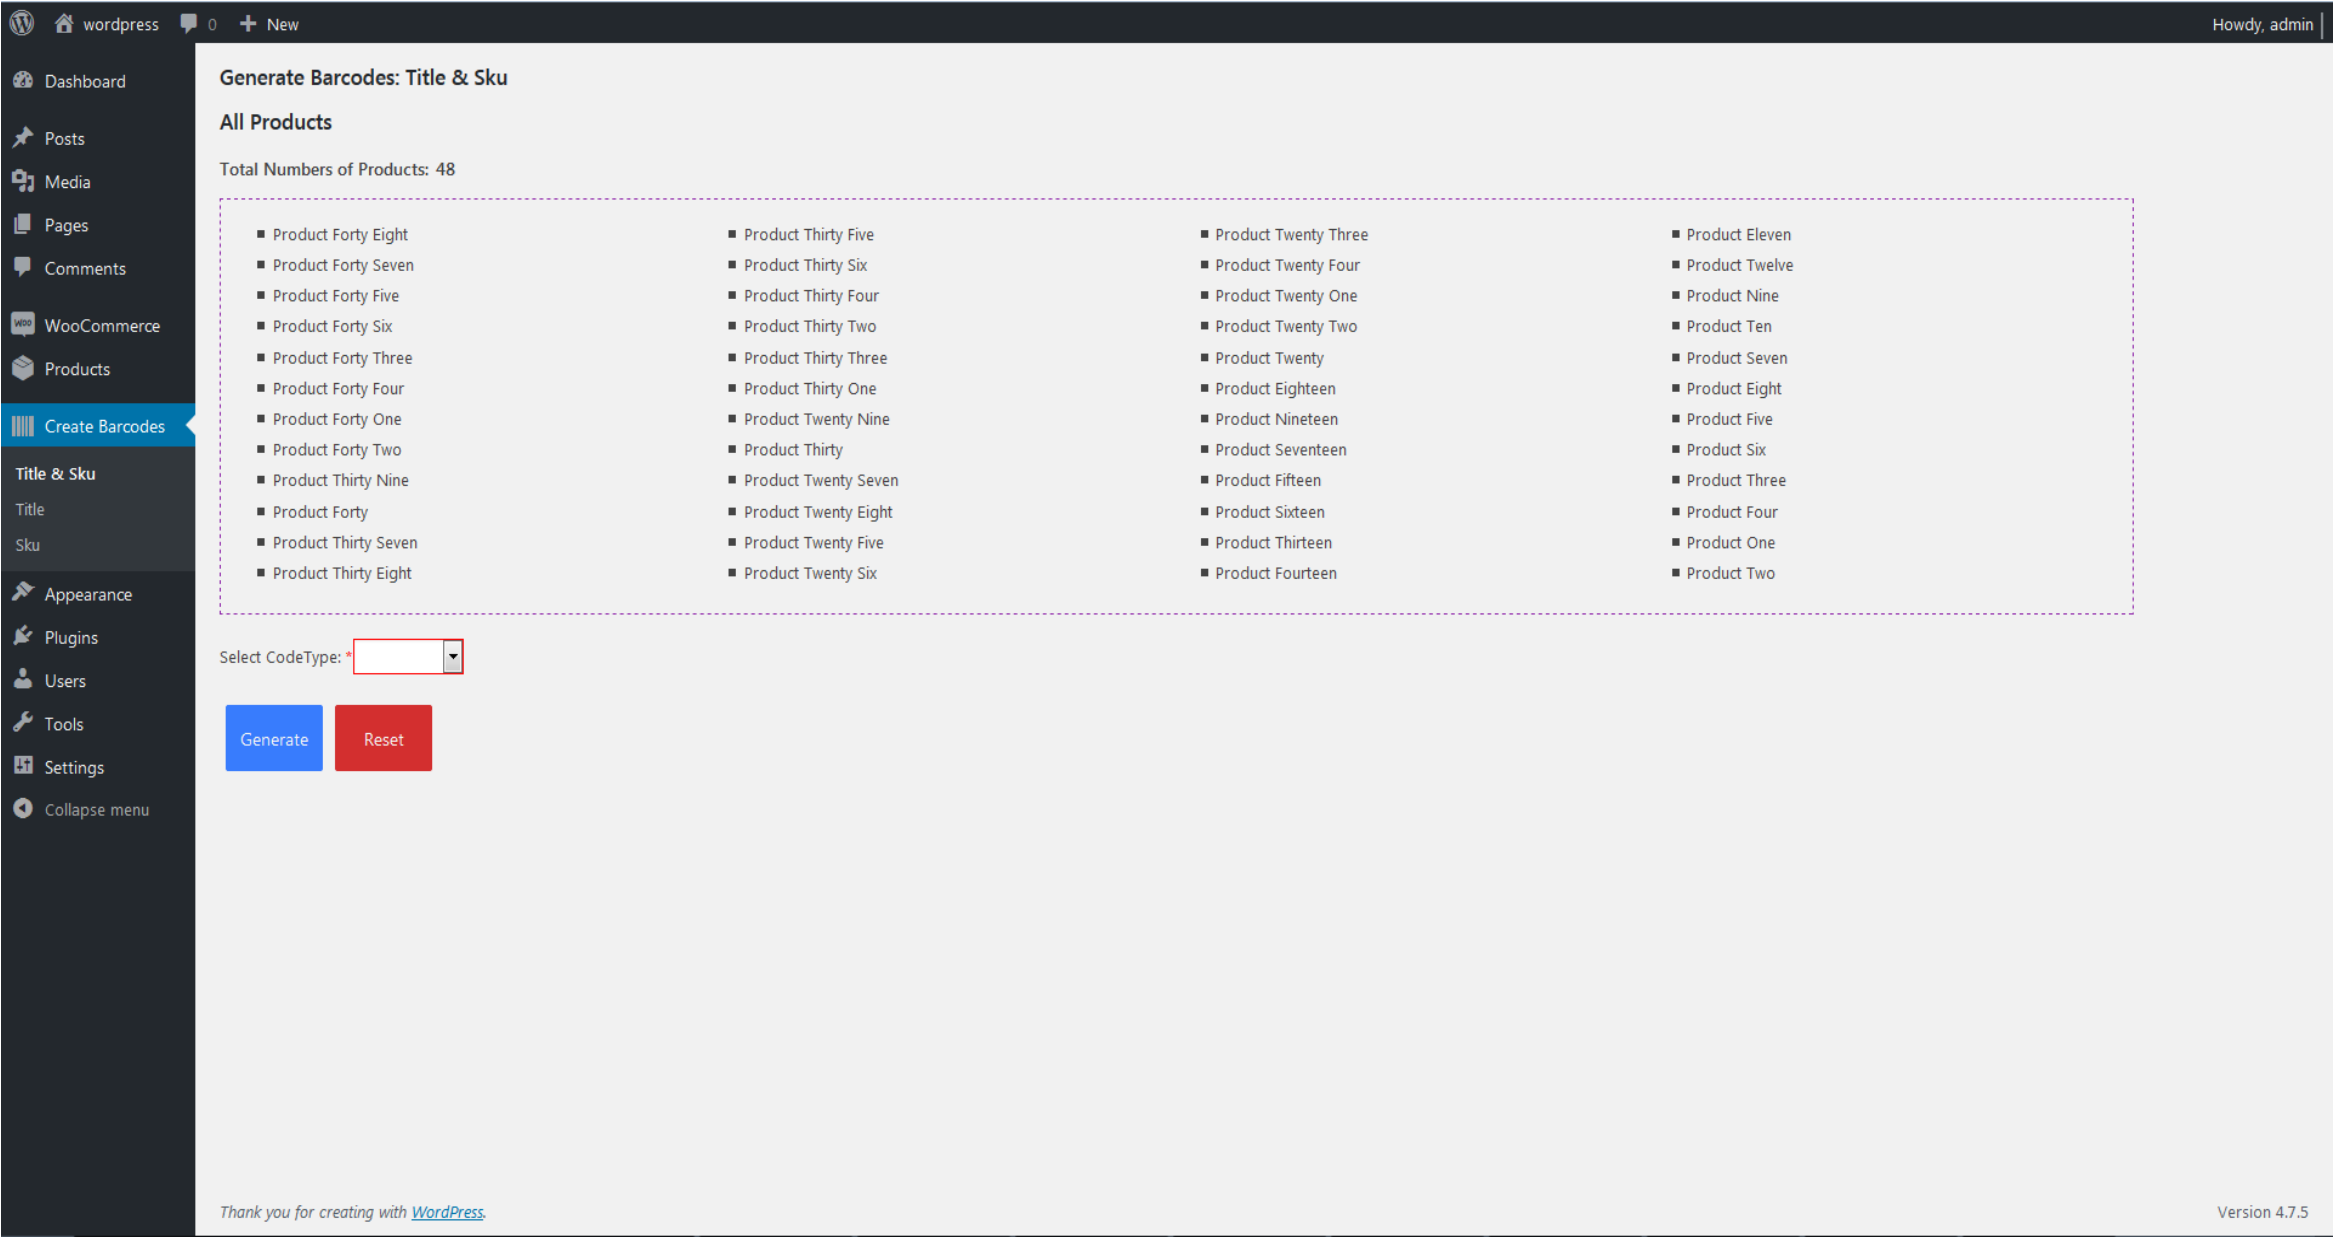 wordpress 0 New Howdy, admin
Dashboard
Posts
Media
Pages
Comments
WOO WooCommerce
Products
Create Barcodes
Title & Sku
Title
Sku
Appearance
Plugins
Users
Tools
Settings
Collapse menu
Generate Barcodes: Title & Sku
All Products
Total Numbers of Products: 48
Product Forty Eight
Product Forty Seven
Product Forty Five
Product Forty Six
Product Forty Three
Product Forty Four
Product Forty One
Product Forty Two
Product Thirty Nine
Product Forty
Product Thirty Seven
Product Thirty Eight
Product Thirty Five
Product Thirty Six
Product Thirty Four
Product Thirty Two
Product Thirty Three
Product Thirty One
Product Twenty Nine
Product Thirty
Product Twenty Seven
Product Twenty Eight
Product Twenty Five
Product Twenty Six
Product Twenty Three
Product Twenty Four
Product Twenty One
Product Twenty Two
Product Twenty
Product Eighteen
Product Nineteen
Product Seventeen
Product Fifteen
Product Sixteen
Product Thirteen
Product Fourteen
Product Eleven
Product Twelve
Product Nine
Product Ten
Product Seven
Product Eight
Product Five
Product Six
Product Three
Product Four
Product One
Product Two
Select CodeType: *
Generate Reset
Thank you for creating with WordPress. Version 4.7.5